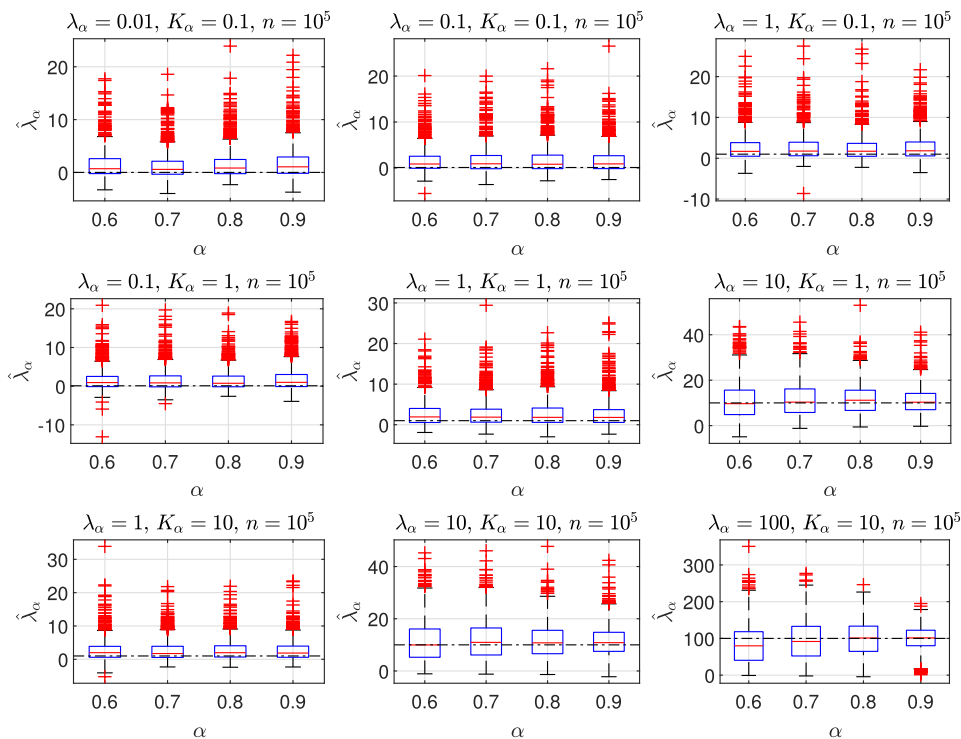 λ_α = 0.01, K_α = 0.1, n = 10^5
λ_α = 0.1, K_α = 0.1, n = 10^5
λ_α = 1, K_α = 0.1, n = 10^5
λ̂_α
20
10
0
0.6 0.7 0.8 0.9
α
λ̂_α
20
10
0
0.6 0.7 0.8 0.9
α
λ̂_α
20
10
0
-10
0.6 0.7 0.8 0.9
α
λ_α = 0.1, K_α = 1, n = 10^5
λ_α = 1, K_α = 1, n = 10^5
λ_α = 10, K_α = 1, n = 10^5
λ̂_α
20
10
0
-10
0.6 0.7 0.8 0.9
α
λ̂_α
30
20
10
0
0.6 0.7 0.8 0.9
α
λ̂_α
40
20
0
0.6 0.7 0.8 0.9
α
λ_α = 1, K_α = 10, n = 10^5
λ_α = 10, K_α = 10, n = 10^5
λ_α = 100, K_α = 10, n = 10^5
λ̂_α
30
20
10
0
0.6 0.7 0.8 0.9
α
λ̂_α
40
20
0
0.6 0.7 0.8 0.9
α
λ̂_α
300
200
100
0
0.6 0.7 0.8 0.9
α